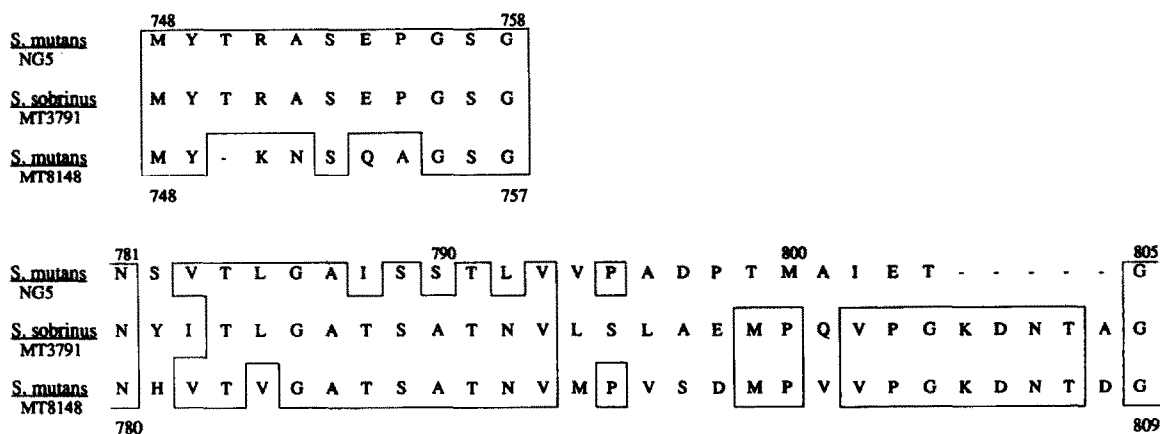 748 758
S. mutans M Y T R A S E P G S G
NG5
S. sobrinus M Y T R A S E P G S G
MT3791
S. mutans M Y - K N S Q A G S G
MT8148
748 757
781 790 800 805
S. mutans N S V T L G A I S S T L V V P A D P T M A I E T - - - - - G
NG5
S. sobrinus N Y I T L G A T S A T N V L S L A E M P Q V P G K D N T A G
MT3791
S. mutans N H V T V G A T S A T N V M P V S D M P V V P G K D N T D G
MT8148
780 809